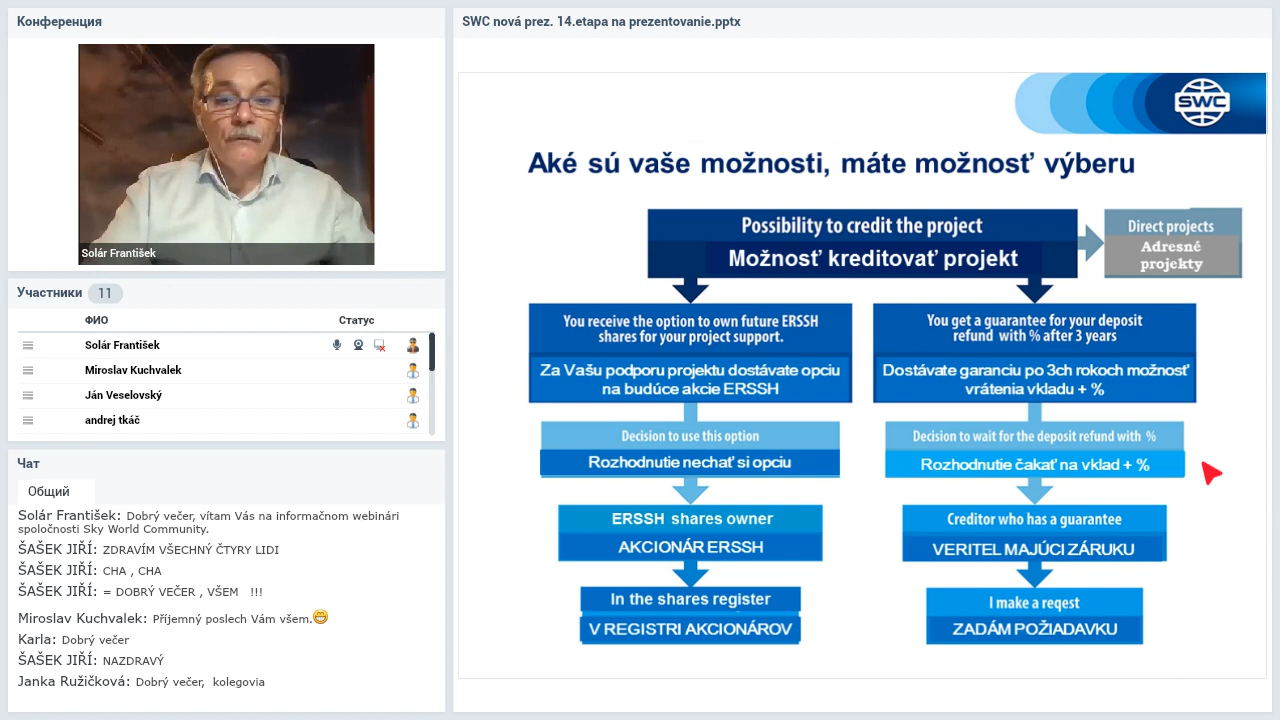 Конференция
Solár František
Участники 11
ФИО Статус
Solár František
Miroslav Kuchvalek
Ján Veselovský
andrej tkáč
Чат
Общий
Solár František: Dobrý večer, vítam Vás na informačnom webinári
spoločnosti Sky World Community.
ŠAŠEK JIŘÍ: ZDRAVÍM VŠECHNÝ ČTYRY LIDI
ŠAŠEK JIŘÍ: CHA , CHA
ŠAŠEK JIŘÍ: = DOBRÝ VEČER , VŠEM !!!
Miroslav Kuchvalek: Příjemný poslech Vám všem.
Karla: Dobrý večer
ŠAŠEK JIŘÍ: NAZDRAVÝ
Janka Ružičková: Dobrý večer, kolegovia
SWC nová prez. 14.etapa na prezentovanie.pptx
SWC
Aké sú vaše možnosti, máte možnosť výberu
Possibility to credit the project
Možnosť kreditovať projekt
Direct projects
Adresné
projekty
You receive the option to own future ERSSH
shares for your project support.
Za Vašu podporu projektu dostávate opciu
na budúce akcie ERSSH
Decision to use this option
Rozhodnutie nechať si opciu
ERSSH shares owner
AKCIONÁR ERSSH
In the shares register
V REGISTRI AKCIONÁROV
You get a guarantee for your deposit
refund with % after 3 years
Dostávate garanciu po 3ch rokoch možnosť
vrátenia vkladu + %
Decision to wait for the deposit refund with %
Rozhodnutie čakať na vklad + %
Creditor who has a guarantee
VERITEL MAJÚCI ZÁRUKU
I make a reqest
ZADÁM POŽIADAVKU